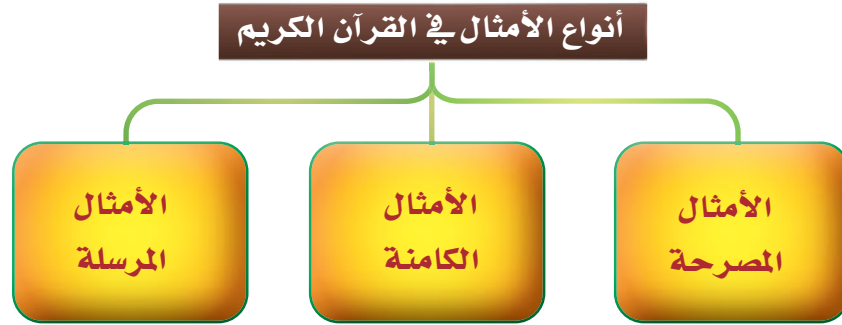 أنواع الأمثال في القرآن الكريم
الأمثال
المصرحة
الأمثال
الكامنة
الأمثال
المرسلة